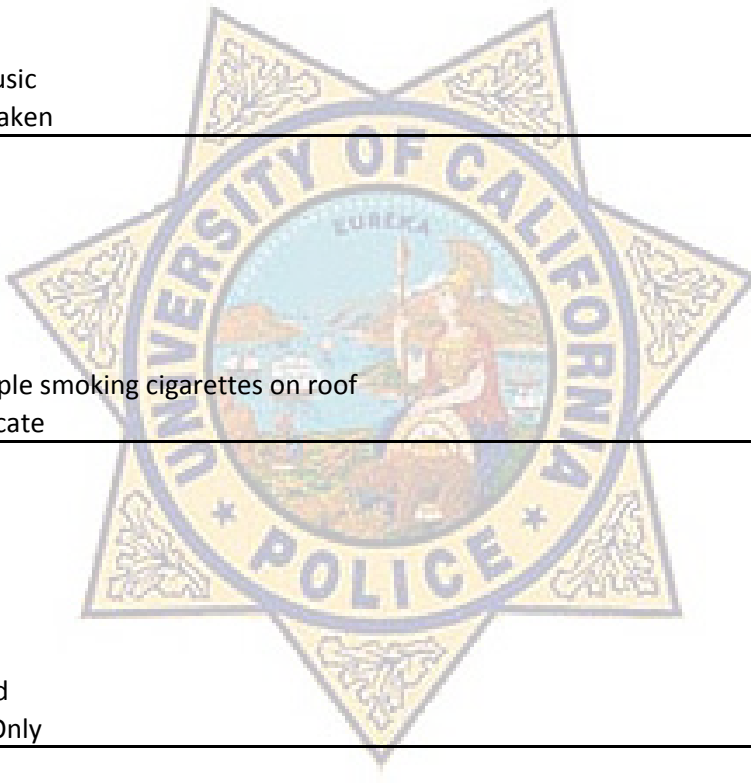 usic
aken
UNIVERSITY OF CALIFORNIA
EUREKA
ple smoking cigarettes on roof
cate
POLICE
d
Only